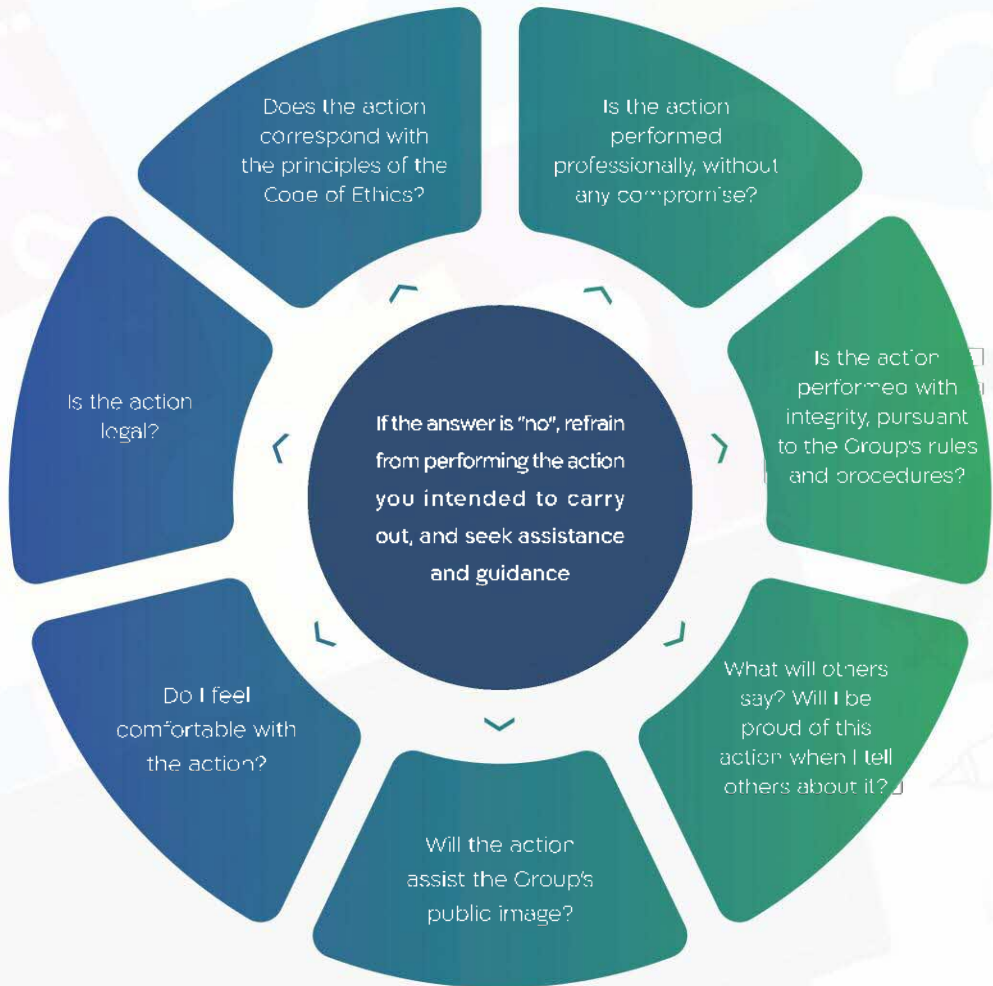 Does the action
correspond with
the principles of the
Code of Ethics?
Is the action
performed
professionally, without
any compromise?
Is the action
legal?
If the answer is "no", refrain
from performing the action
you intended to carry
out, and seek assistance
and guidance
Is the action
performed with
integrity, pursuant
to the Group's rules
and procedures?
Do I feel
comfortable with
the action?
What will others
say? Will I be
proud of this
action when I tell
others about it?
Will the action
assist the Group's
public image?